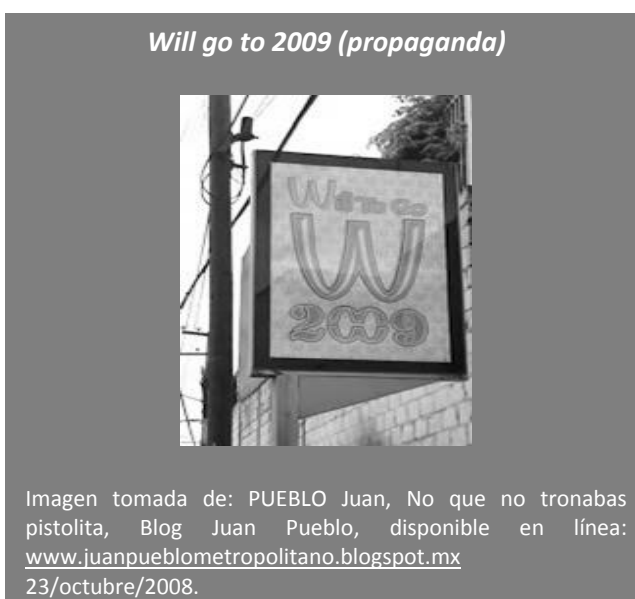 Will go to 2009 (propaganda)
Will To Go
W
2009
Imagen tomada de: PUEBLO Juan, No que no tronabas
pistolita, Blog Juan Pueblo, disponible en línea:
www.juanpueblometropolitano.blogspot.mx
23/octubre/2008.